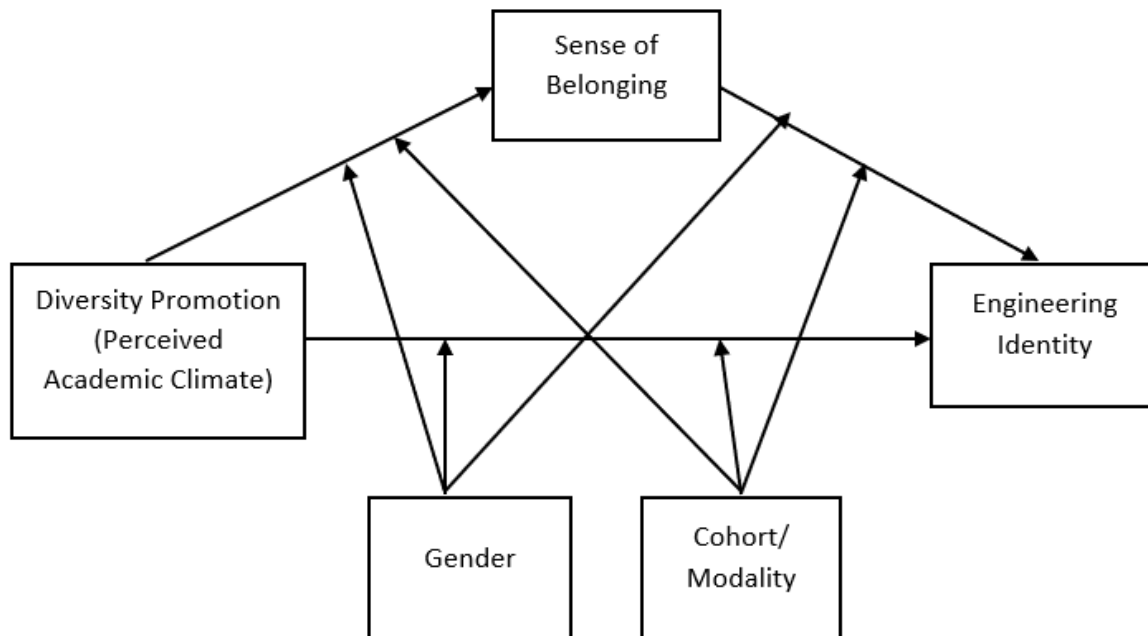 Sense of
Belonging
Diversity Promotion
(Perceived
Academic Climate)
Engineering
Identity
Gender
Cohort/
Modality